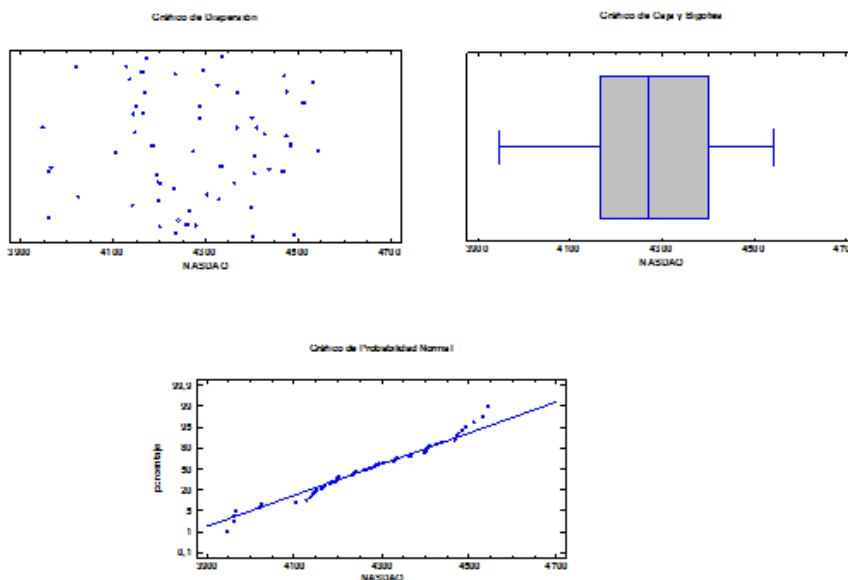 Gráfico de Dispersión
3900 4100 4300 4500 4700
NASDAQ
Gráfico de Caja y Bigotes
3900 4100 4300 4500 470
NASDAQ
Gráfico de Probabilidad Normal
porcentaje
99,9
99
95
80
50
20
5
1
0,1
3900 4100 4300 4500 4700
NASDAQ